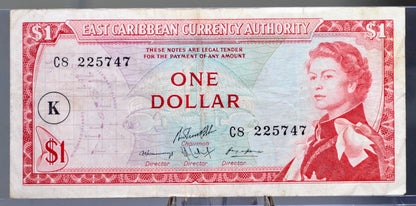 $1 EAST CARIBBEAN CURRENCY AUTHORITY $1
THESE NOTES ARE LEGAL TENDER
FOR THE PAYMENT OF ANY AMOUNT
C8 225747
ONE
DOLLAR
K
C8 225747
Chairman
$1
Director Director Director